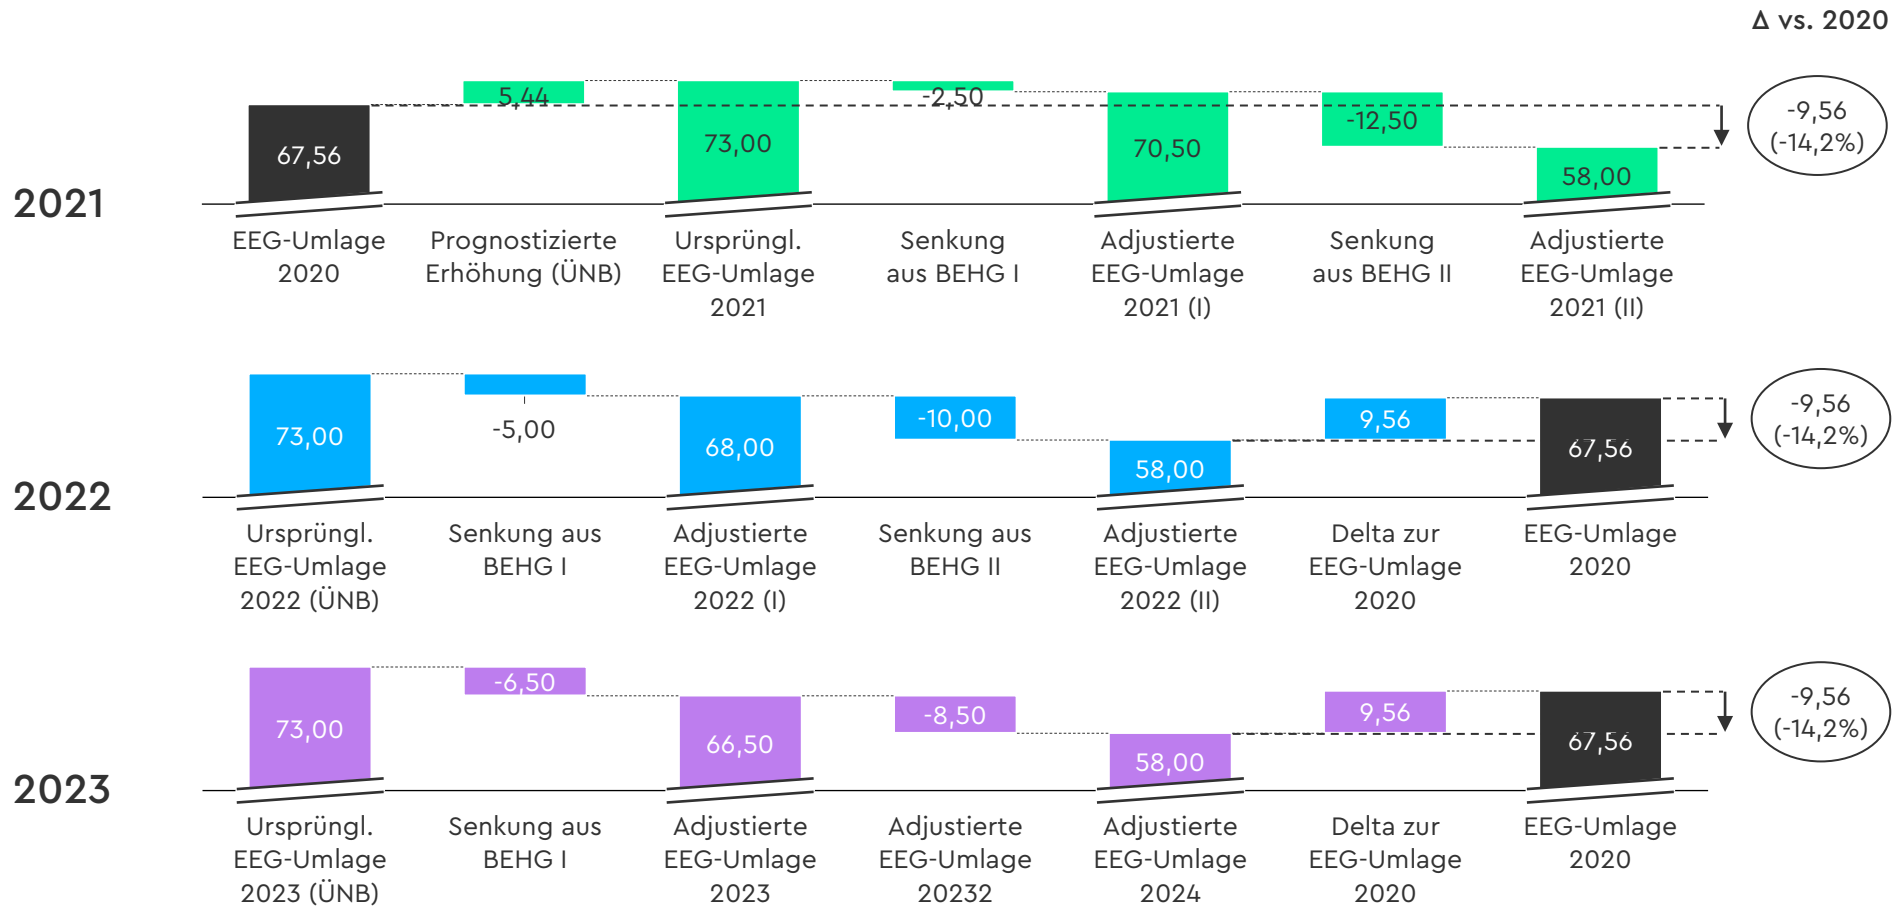 Δ vs. 2020
5,44
-2,50
-9,56
(-14,2%)
67,56
73,00
70,50
-12,50
58,00
2021
EEG-Umlage
2020
Prognostizierte
Erhöhung (ÜNB)
Ursprüngl.
EEG-Umlage
2021
Senkung
aus BEHG I
Adjustierte
EEG-Umlage
2021 (I)
Senkung
aus BEHG II
Adjustierte
EEG-Umlage
2021 (II)
73,00
-5,00
68,00
-10,00
58,00
9,56
67,56
-9,56
(-14,2%)
2022
Ursprüngl.
EEG-Umlage
2022 (ÜNB)
Senkung aus
BEHG I
Adjustierte
EEG-Umlage
2022 (I)
Senkung aus
BEHG II
Adjustierte
EEG-Umlage
2022 (II)
Delta zur
EEG-Umlage
2020
EEG-Umlage
2020
73,00
-6,50
66,50
-8,50
58,00
9,56
67,56
-9,56
(-14,2%)
2023
Ursprüngl.
EEG-Umlage
2023 (ÜNB)
Senkung aus
BEHG I
Adjustierte
EEG-Umlage
2023
Adjustierte
EEG-Umlage
20232
Adjustierte
EEG-Umlage
2024
Delta zur
EEG-Umlage
2020
EEG-Umlage
2020